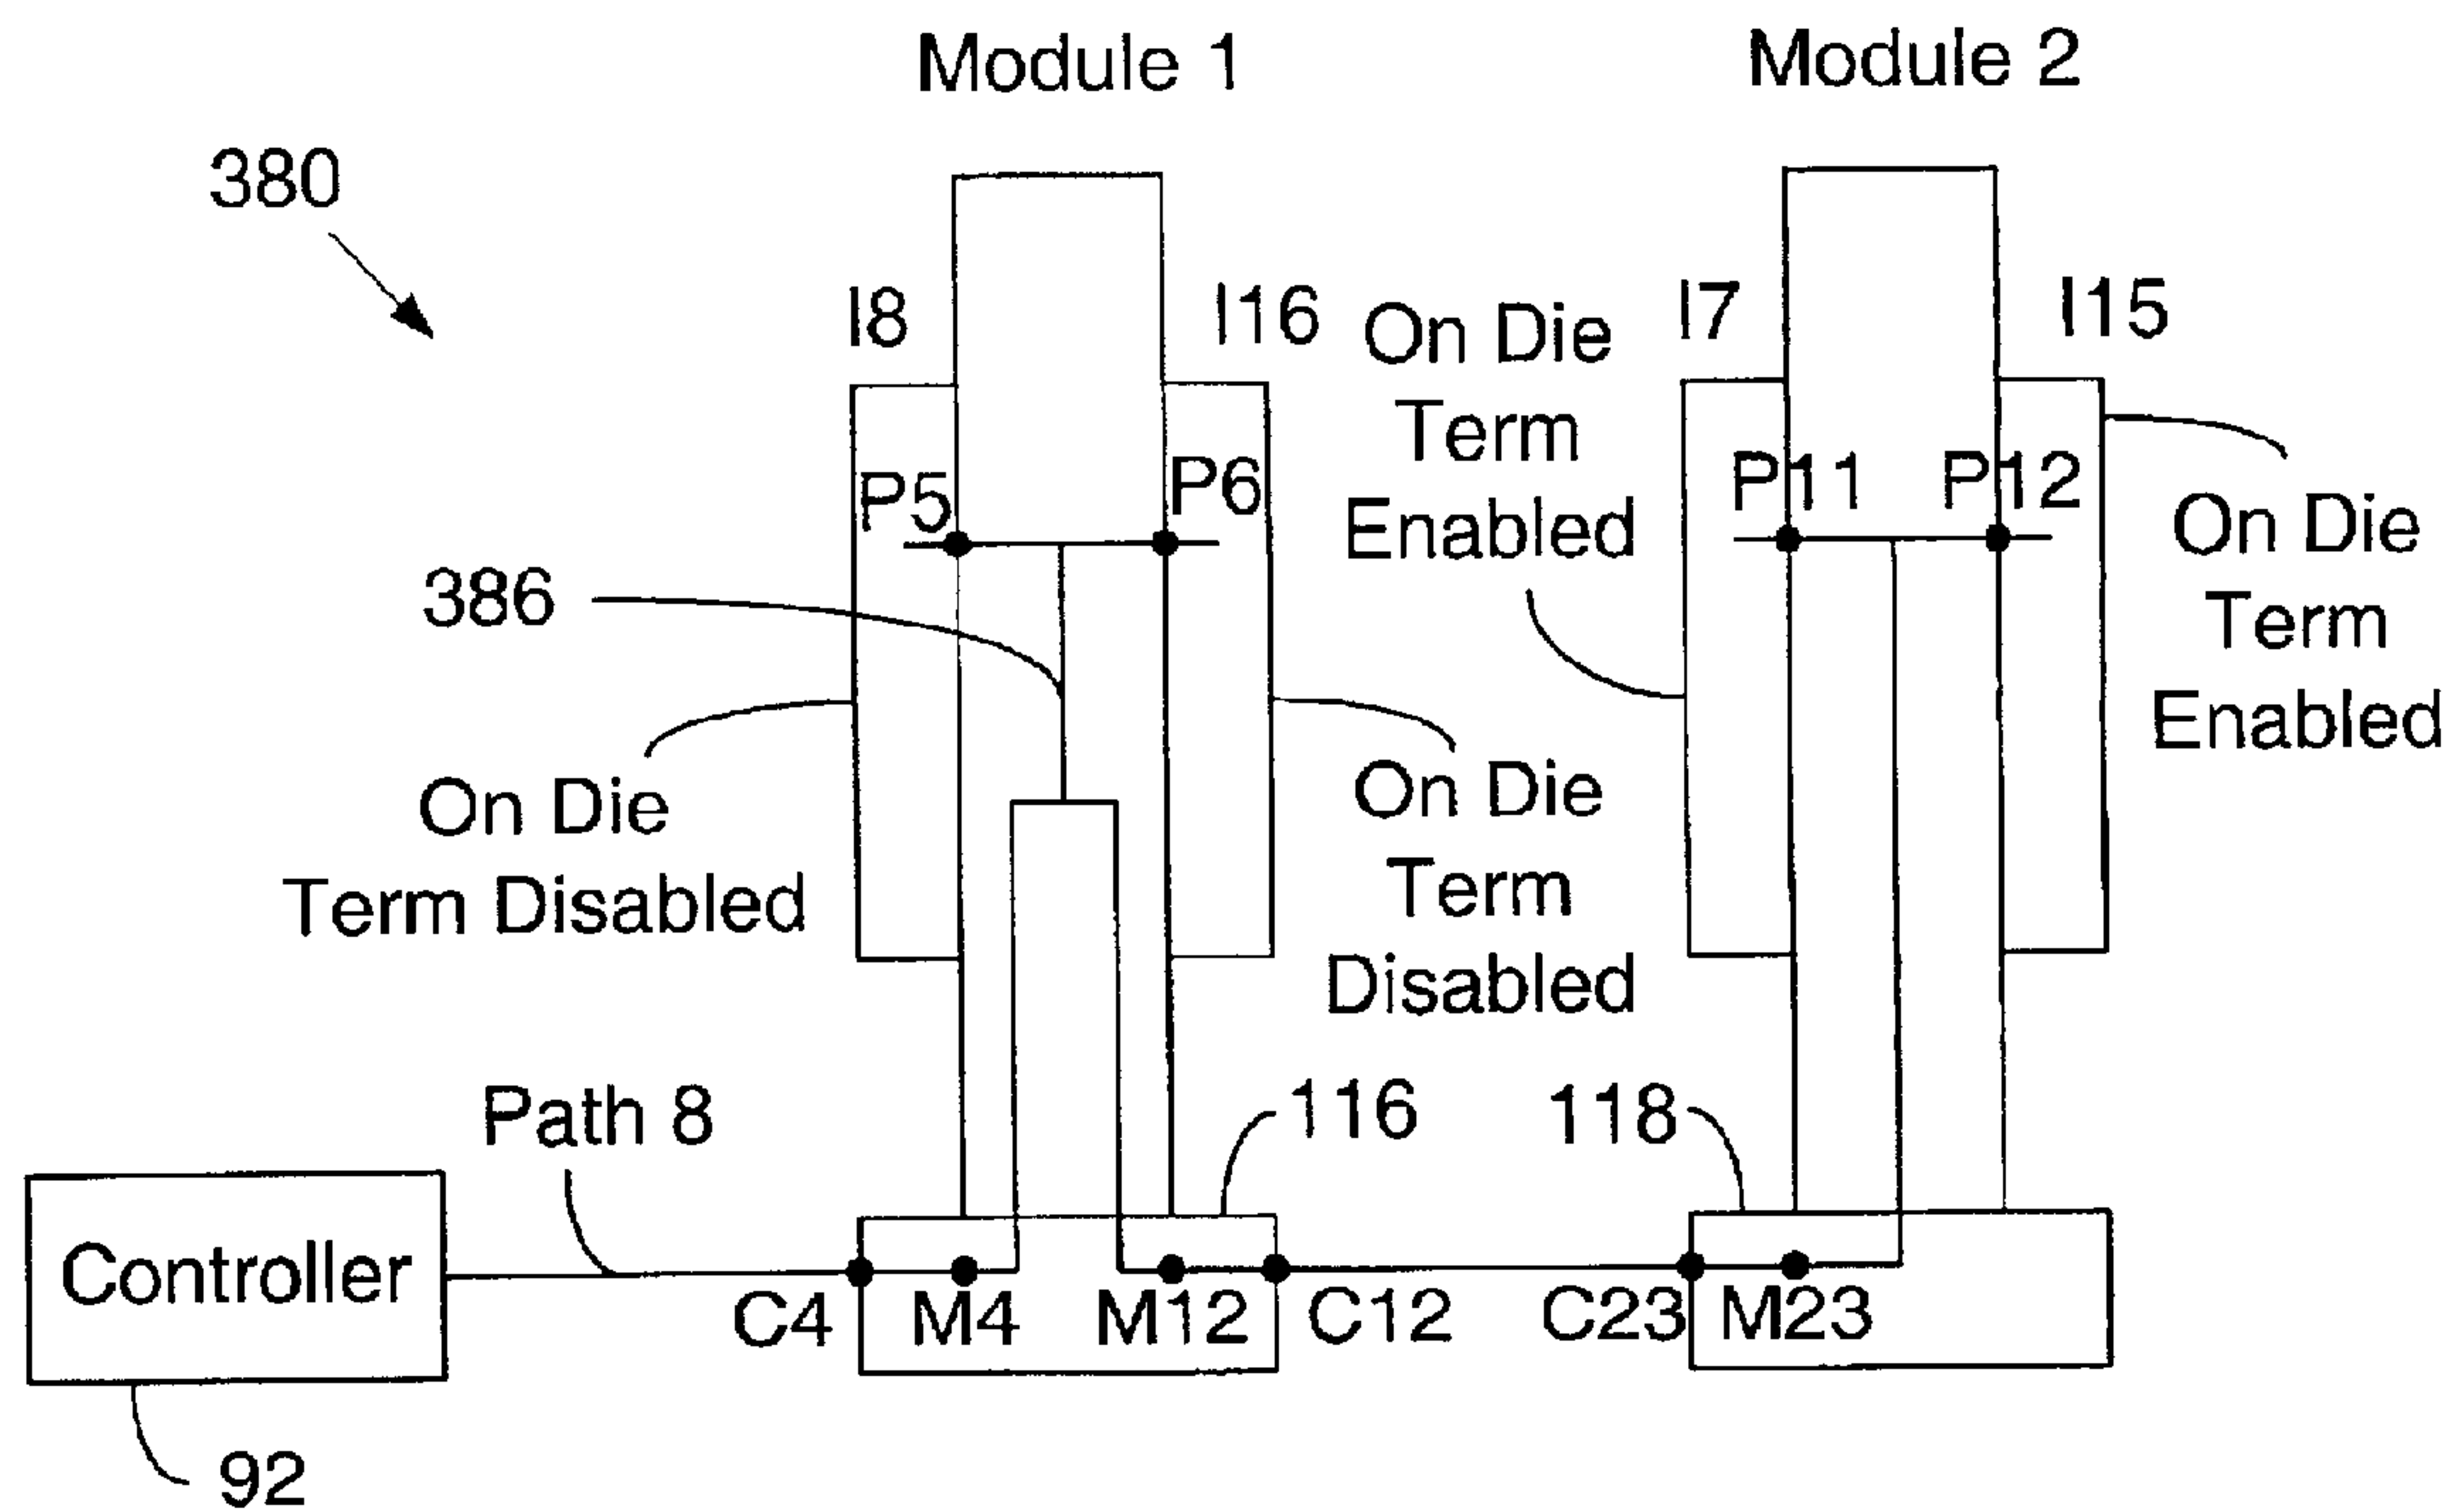 Module 1
Module 2
380
I8
I16
On Die
Term
Enabled
I7
I15
P5
P6
P11
P12
On Die
Term
Enabled
386
On Die
Term Disabled
On Die
Term
Disabled
Path 8
116
118
Controller
C4
M4
M12
C12
C23
M23
92